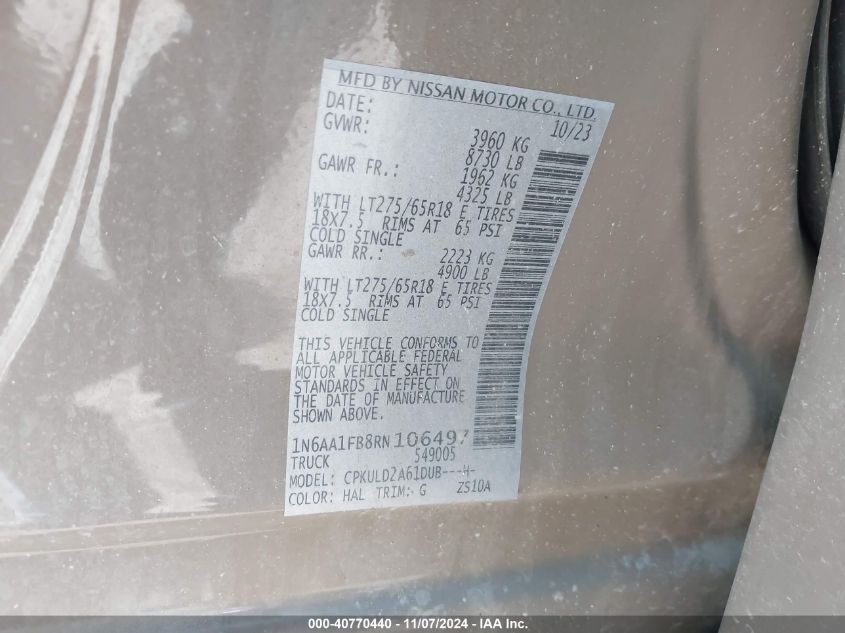 MFD BY NISSAN MOTOR CO., LTD.
DATE: 10/23
GVWR: 3960 KG
8730 LB
GAWR FR.: 1962 KG
4325 LB
WITH LT275/65R18 E TIRES
18X7.5 RIMS AT 65 PSI
COLD SINGLE
GAWR RR.: 2223 KG
4900 LB
WITH LT275/65R18 E TIRES
18X7.5 RIMS AT 65 PSI
COLD SINGLE
THIS VEHICLE CONFORMS TO
ALL APPLICABLE FEDERAL
MOTOR VEHICLE SAFETY
STANDARDS IN EFFECT ON
THE DATE OF MANUFACTURE
SHOWN ABOVE.
1N6AA1FB8RN106497
TRUCK 549005
MODEL: CPKULD2A61DUB---H-
COLOR: HAL TRIM:- G ZS10A
000-40770440 - 11/07/2024 - IAA Inc.